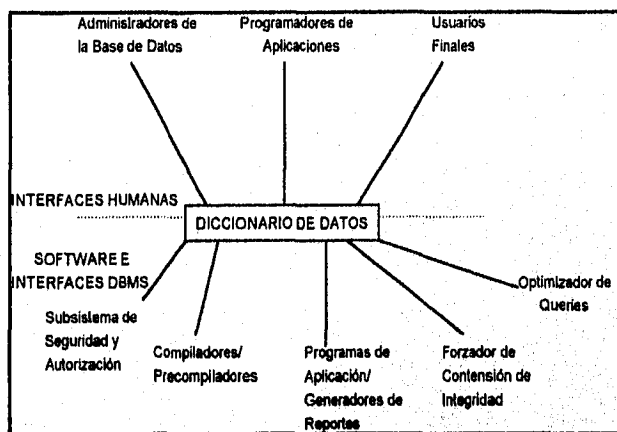 Administradores de
la Base de Datos
Programadores de
Aplicaciones
Usuarios
Finales
INTERFACES HUMANAS
DICCIONARIO DE DATOS
SOFTWARE E
INTERFACES DBMS
Subsistema de
Seguridad y
Autorización
Compiladores/
Precompiladores
Programas de
Aplicación/
Generadores de
Reportes
Forzador de
Contensión de
Integridad
Optimizador de
Queries